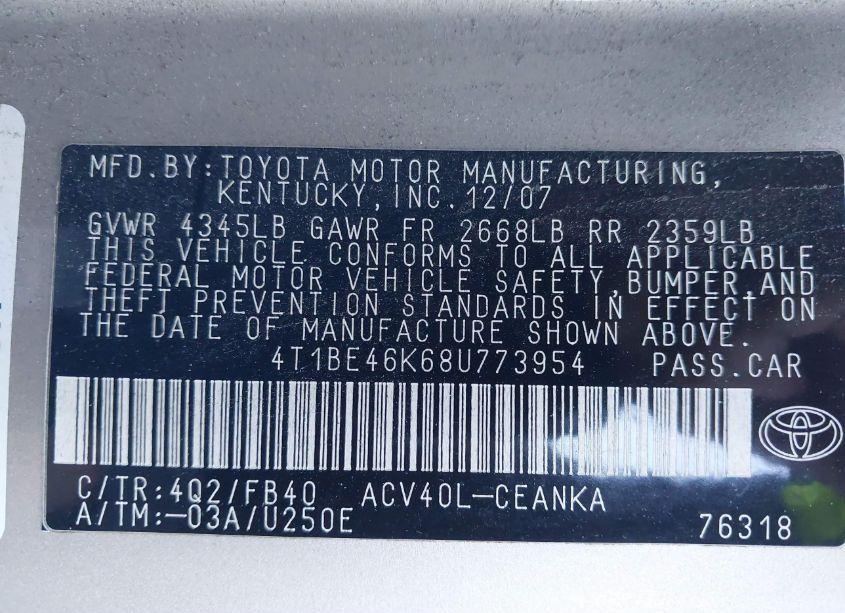 MFD.BY:TOYOTA MOTOR MANUFACTURING,
KENTUCKY,INC.12/07
GVWR 4345LB GAWR FR 2668LB RR 2359LB
THIS VEHICLE CONFORMS TO ALL APPLICABLE
FEDERAL MOTOR VEHICLE SAFETY,BUMPER,AND
THEFT PREVENTION STANDARDS IN EFFECT ON
THE DATE OF MANUFACTURE SHOWN ABOVE.
4T1BE46K68U773954 PASS.CAR
C/TR:4Q2/FB40 ACV40L-CEANKA
A/TM:-03A/U250E 76318